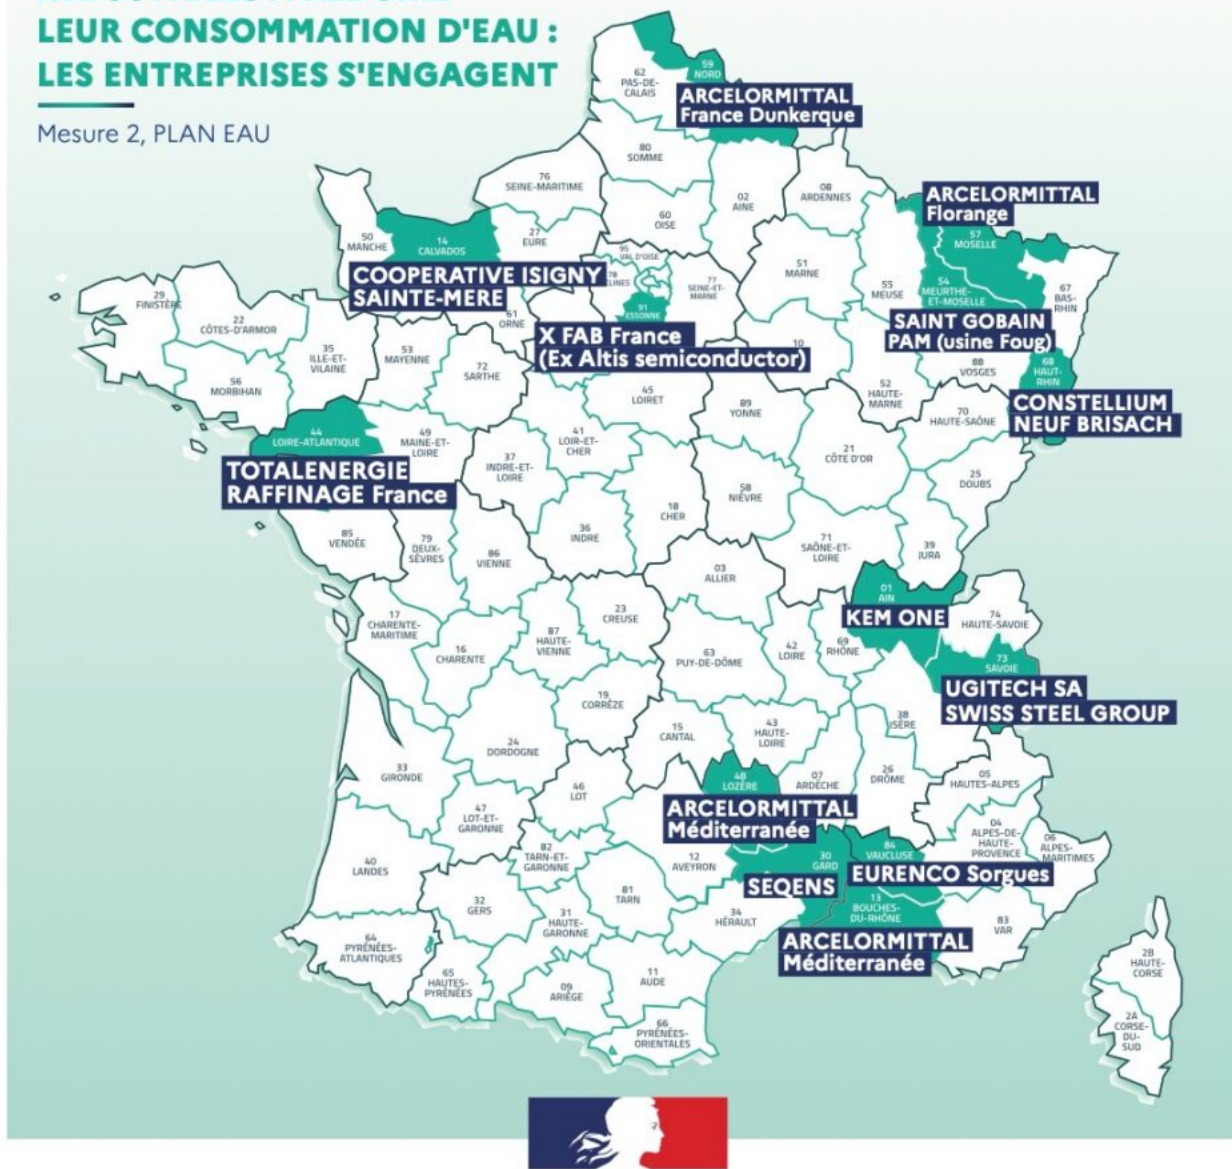 LEUR CONSOMMATION D'EAU :
LES ENTREPRISES S'ENGAGENT
Mesure 2, PLAN EAU
59
NORD
62
PAS-DE-
CALAIS
ARCELORMITTAL
France Dunkerque
80
SOMME
76
SEINE-MARITIME
02
AINE
08
ARDENNES
60
OISE
ARCELORMITTAL
Florange
27
EURE
50
MANCHE
14
CALVADOS
57
MOSELLE
95
VAL D'OISE
51
MARNE
COOPERATIVE ISIGNY
SAINTE-MERE
78
ELINES
77
SEINE-ET-
MARNE
55
MEUSE
54
MEURTHE-
ET-MOSELLE
67
BAS-
RHIN
29
FINISTÈRE
22
CÔTES-D'ARMOR
61
ORNE
91
ESSONNE
SAINT GOBAIN
PAM (usine Foug)
X FAB France
(Ex Altis semiconductor)
10
35
ILLE-ET-
VILAINE
53
MAYENNE
72
SARTHE
88
VOSGES
68
HAUT-
RHIN
56
MORBIHAN
45
LOIRET
52
HAUTE-
MARNE
89
YONNE
70
HAUTE-SAÔNE
CONSTELLIUM
NEUF BRISACH
44
LOIRE-ATLANTIQUE
49
MAINE-ET-
LOIRE
41
LOIR-ET-
CHER
21
CÔTE D'OR
37
INDRE-ET-
LOIRE
25
DOUBS
TOTALENERGIE
RAFFINAGE France
58
NIÈVRE
18
CHER
36
INDRE
85
VENDÉE
79
DEUX-
SÈVRES
86
VIENNE
71
SAÔNE-ET-
LOIRE
39
JURA
03
ALLIER
01
AIN
KEM ONE
74
HAUTE-SAVOIE
17
CHARENTE-
MARITIME
23
CREUSE
87
HAUTE-
VIENNE
16
CHARENTE
63
PUY-DE-DÔME
42
LOIRE
69
RHÔNE
73
SAVOIE
UGITECH SA
SWISS STEEL GROUP
19
CORRÈZE
38
ISÈRE
15
CANTAL
43
HAUTE-
LOIRE
24
DORDOGNE
33
GIRONDE
48
LOZÈRE
07
ARDÈCHE
26
DRÔME
05
HAUTES-ALPES
46
LOT
ARCELORMITTAL
Méditerranée
47
LOT-ET-
GARONNE
04
ALPES-DE-
HAUTE-
PROVENCE
06
ALPES-
MARITIMES
82
TARN-ET-
GARONNE
12
AVEYRON
30
GARD
84
VAUCLUSE
40
LANDES
SEQENS
EURENCO Sorgues
81
TARN
32
GERS
13
BOUCHES-
DU-RHÔNE
31
HAUTE-
GARONNE
34
HÉRAULT
83
VAR
64
PYRÉNÉES-
ATLANTIQUES
ARCELORMITTAL
Méditerranée
65
HAUTES-
PYRÉNÉES
11
AUDE
09
ARIÈGE
2B
HAUTE-
CORSE
66
PYRÉNÉES-
ORIENTALES
2A
CORSE-
DU-
SUD